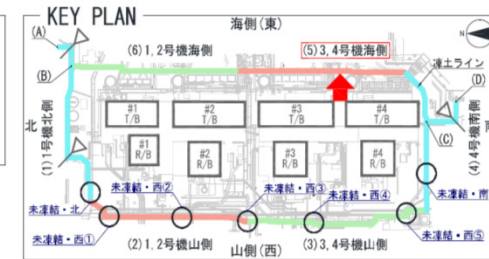 KEY PLAN
海側(東)
(A)
(6)1,2号機海側
(5)3,4号機海側
凍土ライン
(B)
(D)
#1
T/B
#2
T/B
#3
T/B
#4
T/B
北
(1)1号機北側
#1
R/B
#2
R/B
#3
R/B
#4
R/B
(C)
(4)4号機南側
未凍結・北
未凍結・西①
未凍結・西②
未凍結・西③
未凍結・西④
未凍結・南
未凍結・西⑤
(2)1,2号機山側
(3)3,4号機山側
山側(西)